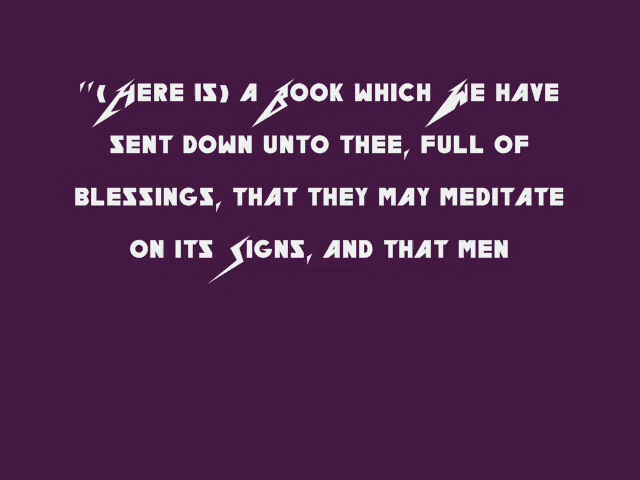 "(Here is) a Book which We have
sent down unto thee, full of
blessings, that they may meditate
on its Signs, and that men